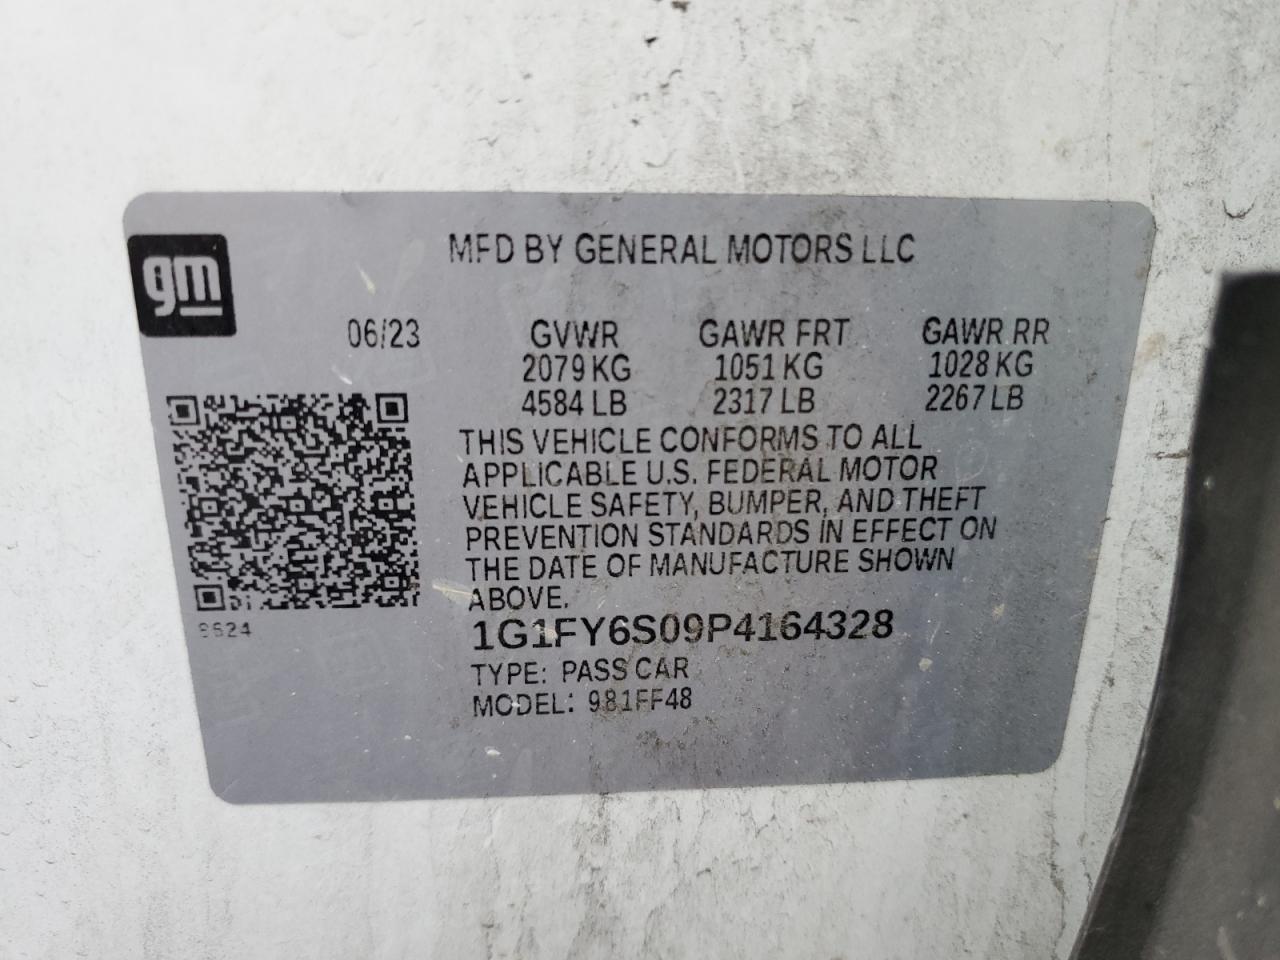 gm
MFD BY GENERAL MOTORS LLC
06/23 GVWR GAWR FRT GAWR RR
2079 KG 1051 KG 1028 KG
4584 LB 2317 LB 2267 LB
THIS VEHICLE CONFORMS TO ALL
APPLICABLE U.S. FEDERAL MOTOR
VEHICLE SAFETY, BUMPER, AND THEFT
PREVENTION STANDARDS IN EFFECT ON
THE DATE OF MANUFACTURE SHOWN
ABOVE.
1G1FY6S09P4164328
TYPE: PASS CAR
MODEL: 981FF48